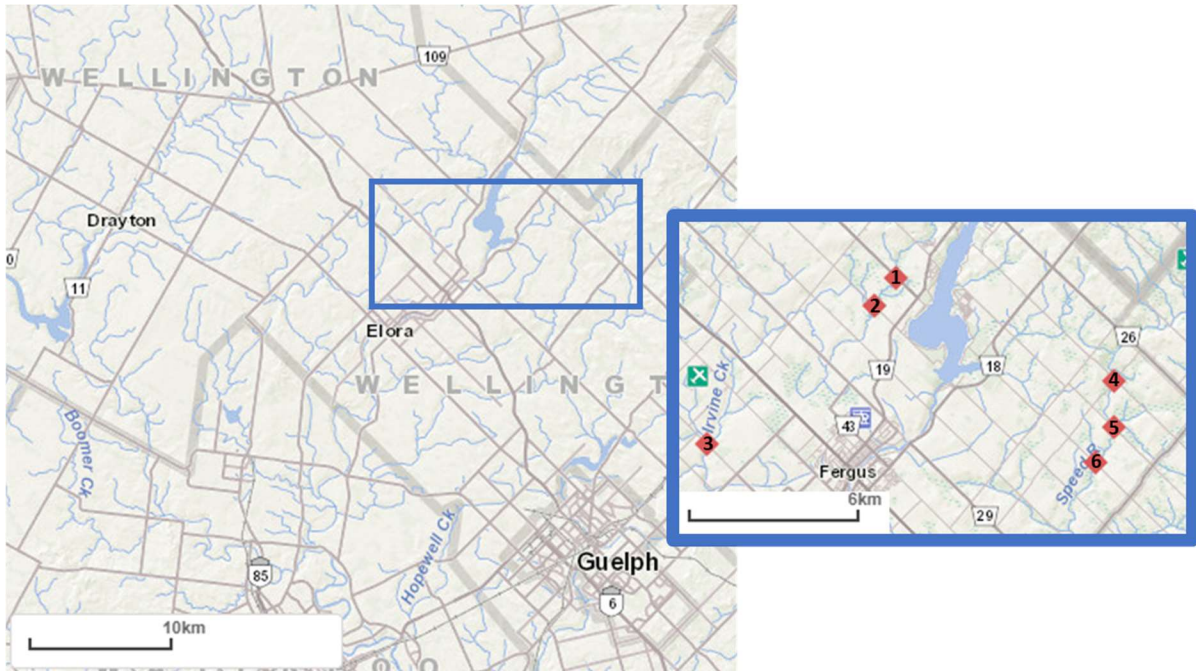 109
WELLINGTON
Drayton
0
11
Elora
WELLINGT
Boomer Ck
Hopewell Ck
Guelph
85
6
10km
1
2
26
19
18
4
Irvine Ck
3
43
5
Fergus
6
Speed R
6km
29